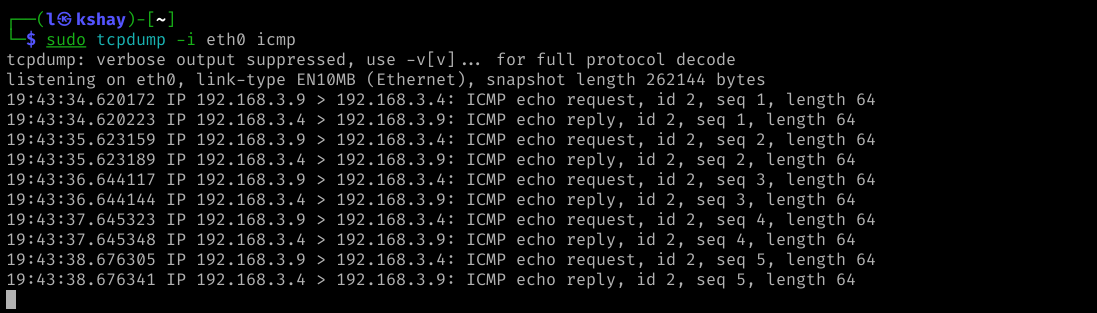 ┌──(l㉿kshay)-[~]
└─$ sudo tcpdump -i eth0 icmp
tcpdump: verbose output suppressed, use -v[v]... for full protocol decode
listening on eth0, link-type EN10MB (Ethernet), snapshot length 262144 bytes
19:43:34.620172 IP 192.168.3.9 > 192.168.3.4: ICMP echo request, id 2, seq 1, length 64
19:43:34.620223 IP 192.168.3.4 > 192.168.3.9: ICMP echo reply, id 2, seq 1, length 64
19:43:35.623159 IP 192.168.3.9 > 192.168.3.4: ICMP echo request, id 2, seq 2, length 64
19:43:35.623189 IP 192.168.3.4 > 192.168.3.9: ICMP echo reply, id 2, seq 2, length 64
19:43:36.644117 IP 192.168.3.9 > 192.168.3.4: ICMP echo request, id 2, seq 3, length 64
19:43:36.644144 IP 192.168.3.4 > 192.168.3.9: ICMP echo reply, id 2, seq 3, length 64
19:43:37.645323 IP 192.168.3.9 > 192.168.3.4: ICMP echo request, id 2, seq 4, length 64
19:43:37.645348 IP 192.168.3.4 > 192.168.3.9: ICMP echo reply, id 2, seq 4, length 64
19:43:38.676305 IP 192.168.3.9 > 192.168.3.4: ICMP echo request, id 2, seq 5, length 64
19:43:38.676341 IP 192.168.3.4 > 192.168.3.9: ICMP echo reply, id 2, seq 5, length 64